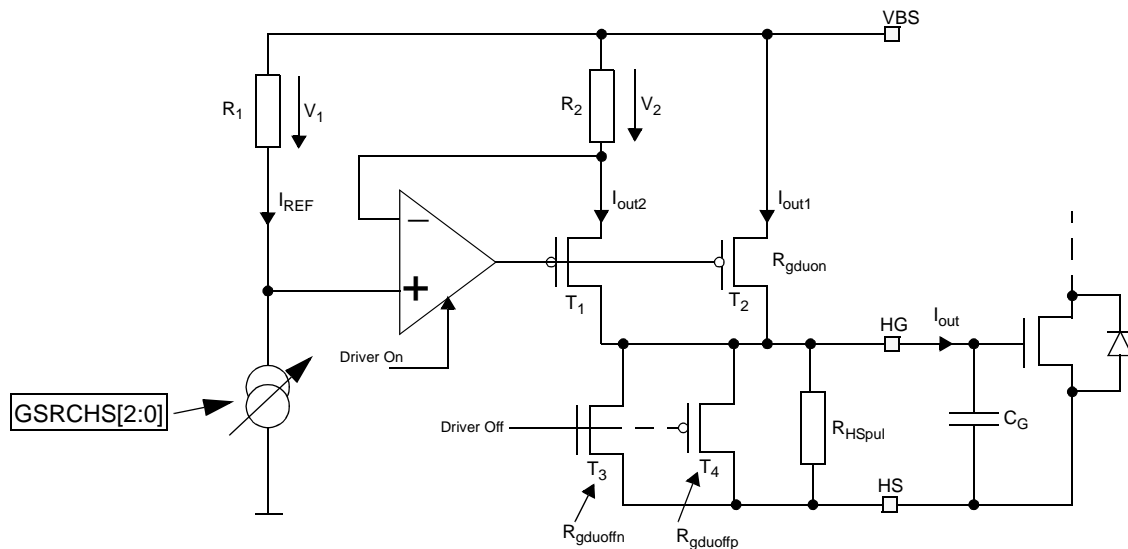 VBS
R1
V1
R2
V2
IREF
Iout2
Iout1
−
+
T1
T2
Rgduon
Driver On
HG
Iout
GSRCHS[2:0]
Driver Off
T3
T4
RHSpul
CG
HS
Rgduoffn
Rgduoffp